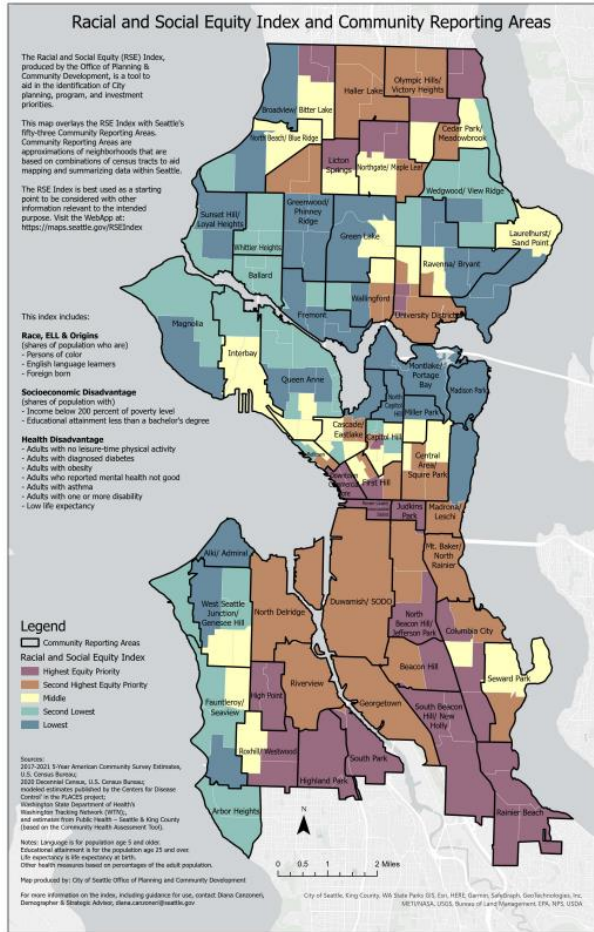 Racial and Social Equity Index and Community Reporting Areas
The Racial and Social Equity (RSE) Index,
produced by the Office of Planning &
Community Development, is a tool to
aid in the identification of City
planning, program, and investment
priorities.
This map overlays the RSE Index with Seattle's
fifty-three Community Reporting Areas.
Community Reporting Areas are
approximations of neighborhoods that are
based on combinations of census tracts to aid
mapping and summarizing data within Seattle.
The RSE Index is best used as a starting
point to be considered with other
information relevant to the intended
purpose. Visit the WebApp at:
https://maps.seattle.gov/RSEIndex
This index includes:
Race, ELL & Origins
(shares of population who are)
- Persons of color
- English language learners
- Foreign born
Socioeconomic Disadvantage
(shares of population with)
- Income below 200 percent of poverty level
- Educational attainment less than a bachelor's degree
Health Disadvantage
- Adults with no leisure-time physical activity
- Adults with diagnosed diabetes
- Adults with obesity
- Adults who reported mental health not good
- Adults with asthma
- Adults with one or more disability
- Low life expectancy
Broadview/
Bitter Lake
Haller Lake
Olympic Hills/
Victory Heights
North Beach/ Blue Ridge
Cedar Park/
Meadowbrook
Licton
Springs
Northgate/ Maple Leaf
Wedgwood/ View Ridge
Sunset Hill/
Loyal Heights
Greenwood/
Phinney
Ridge
Whittier Heights
Green Lake
Laurelhurst/
Sand Point
Ravenna/ Bryant
Ballard
Fremont
Wallingford
University District
Magnolia
Interbay
Queen Anne
Montlake/
Portage
Bay
Madison Park
North
Capitol
Hill
Miller Park
Cascade/
Eastlake
Capitol Hill
Belltown
Central
Area/
Squire Park
Downtown
Commercial
Core
First Hill
Judkins
Park
Madrona/
Leschi
Mt. Baker/
North
Rainier
Alki/ Admiral
West Seattle
Junction/
Genesee Hill
North Delridge
Duwamish/ SODO
North
Beacon Hill/
Jefferson Park
Columbia City
Beacon Hill
Seward Park
Fauntleroy/
Seaview
High Point
Riverview
Georgetown
South Beacon
Hill/ New
Holly
Roxhill/ Westwood
Highland Park
South Park
Arbor Heights
Rainier Beach
Legend
Community Reporting Areas
Racial and Social Equity Index
Highest Equity Priority
Second Highest Equity Priority
Middle
Second Lowest
Lowest
Sources:
2017-2021 5-Year American Community Survey Estimates,
U.S. Census Bureau;
2020 Decennial Census, U.S. Census Bureau;
modeled estimates published by the Centers for Disease
Control' in the PLACES project;
Washington State Department of Health's
Washington Tracking Network (WTN);,
and estimates from Public Health – Seattle & King County
(based on the Community Health Assessment Tool).
Notes: Language is for population age 5 and older.
Educational attainment is for the population age 25 and over.
Life expectancy is life expectancy at birth.
Other health measures based on percentages of the adult population.
Map produced by: City of Seattle Office of Planning and Community Development
For more information on the index, including guidance for use, contact Diana Canzoneri,
Demographer & Strategic Advisor, diana.canzoneri@seattle.gov
N
0 0.5 1 2 Miles
City of Seattle, King County, WA State Parks GIS, Esri, HERE, Garmin, SafeGraph, GeoTechnologies, Inc,
METI/NASA, USGS, Bureau of Land Management, EPA, NPS, USDA